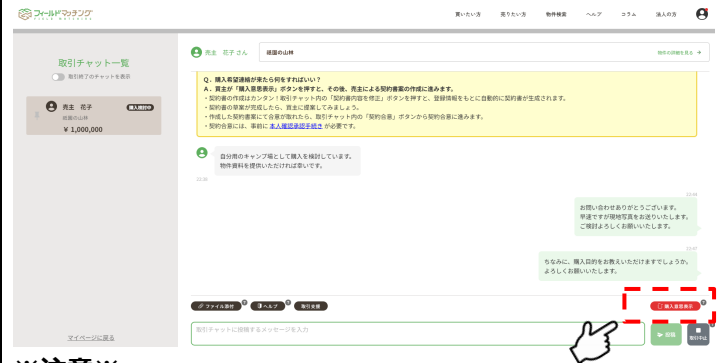 フィールドマッチング
FIELD MATCHING
買いたい方 売りたい方 物件検索 ヘルプ コラム 法人の方
取引チャット一覧
取引終了のチャットを表示
売主 花子 購入検討中
祇園の山林
¥ 1,000,000
マイページに戻る
売主 花子 さん 祇園の山林 物件の詳細を見る →
Q. 購入希望連絡が来たら何をすればいい？
A. 買主が「購入意思表示」ボタンを押すと、その後、売主による契約書案の作成に進みます。
・契約書の作成はカンタン！取引チャット内の「契約内容を修正」ボタンを押すと、登録情報をもとに自動的に契約書が生成されます。
・契約書の草案が完成したら、買主に提案してみましょう。
・作成した契約書案にて合意が取れたら、取引チャット内の「契約合意」ボタンから契約合意に進みます。
・契約合意には、事前に 本人確認承認手続き が必要です。
自分用のキャンプ場として購入を検討しています。
物件資料を提供いただければ幸いです。
お問い合わせありがとうございます。
早速ですが現地写真をお送りいたします。
ご検討よろしくお願いいたします。
ちなみに、購入目的をお教えいただけますでしょうか。
よろしくお願いいたします。
ファイル添付 ? ヘルプ ? 取引支援 購入意思表示 ?
取引チャットに投稿するメッセージを入力
投稿
取引中止
※注意※